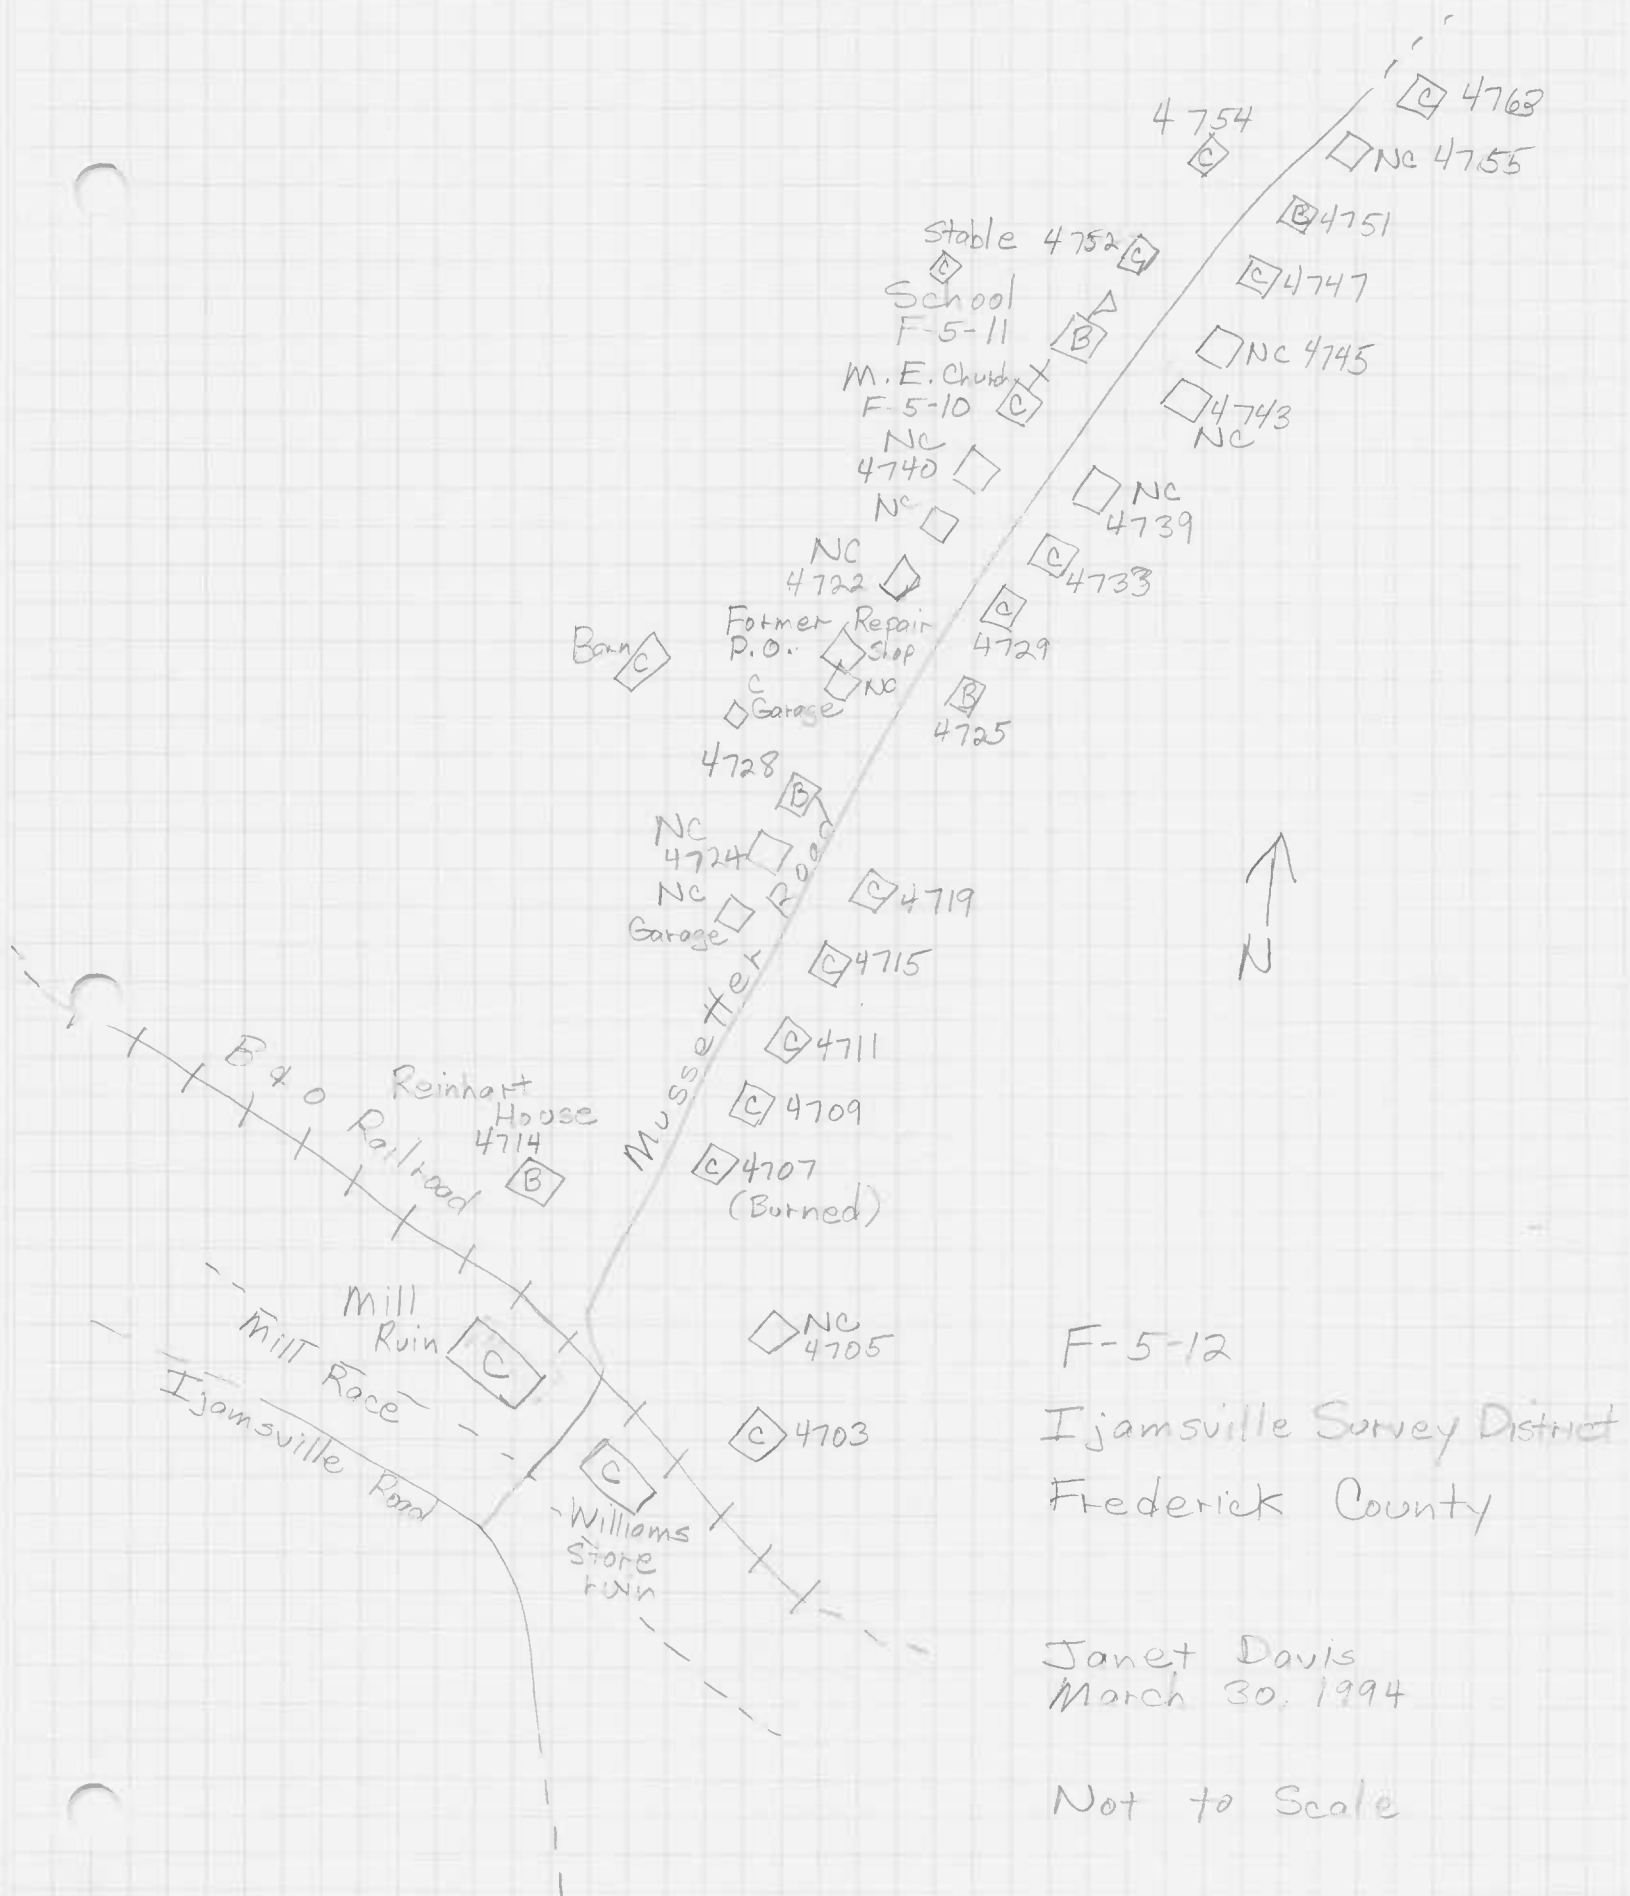 C 4763
4754
C
NC 4755
B 4751
Stable 4752 C
C
C 4747
School
F-5-11
B
NC 4745
M.E. Church
F-5-10 C
4743
NC
NC
4740
NC
4739
NC
C
4733
NC
4722
C
4729
Former Repair
P.O. Shop
Barn C
C
Garage
NC
B
4725
4728
B
NC
4724
NC
Garage
C 4719
C 4715
Mussetter Road
C 4711
B & O Railroad
Reinhart
House
4714
B
C 4709
C 4707
(Burned)
Mill
Ruin
C
Mill Race
Ijamsville Road
NC
4705
C 4703
C
Williams
Store
ruin
N
F-5-12
Ijamsville Survey District
Frederick County
Janet Davis
March 30, 1994
Not to Scale